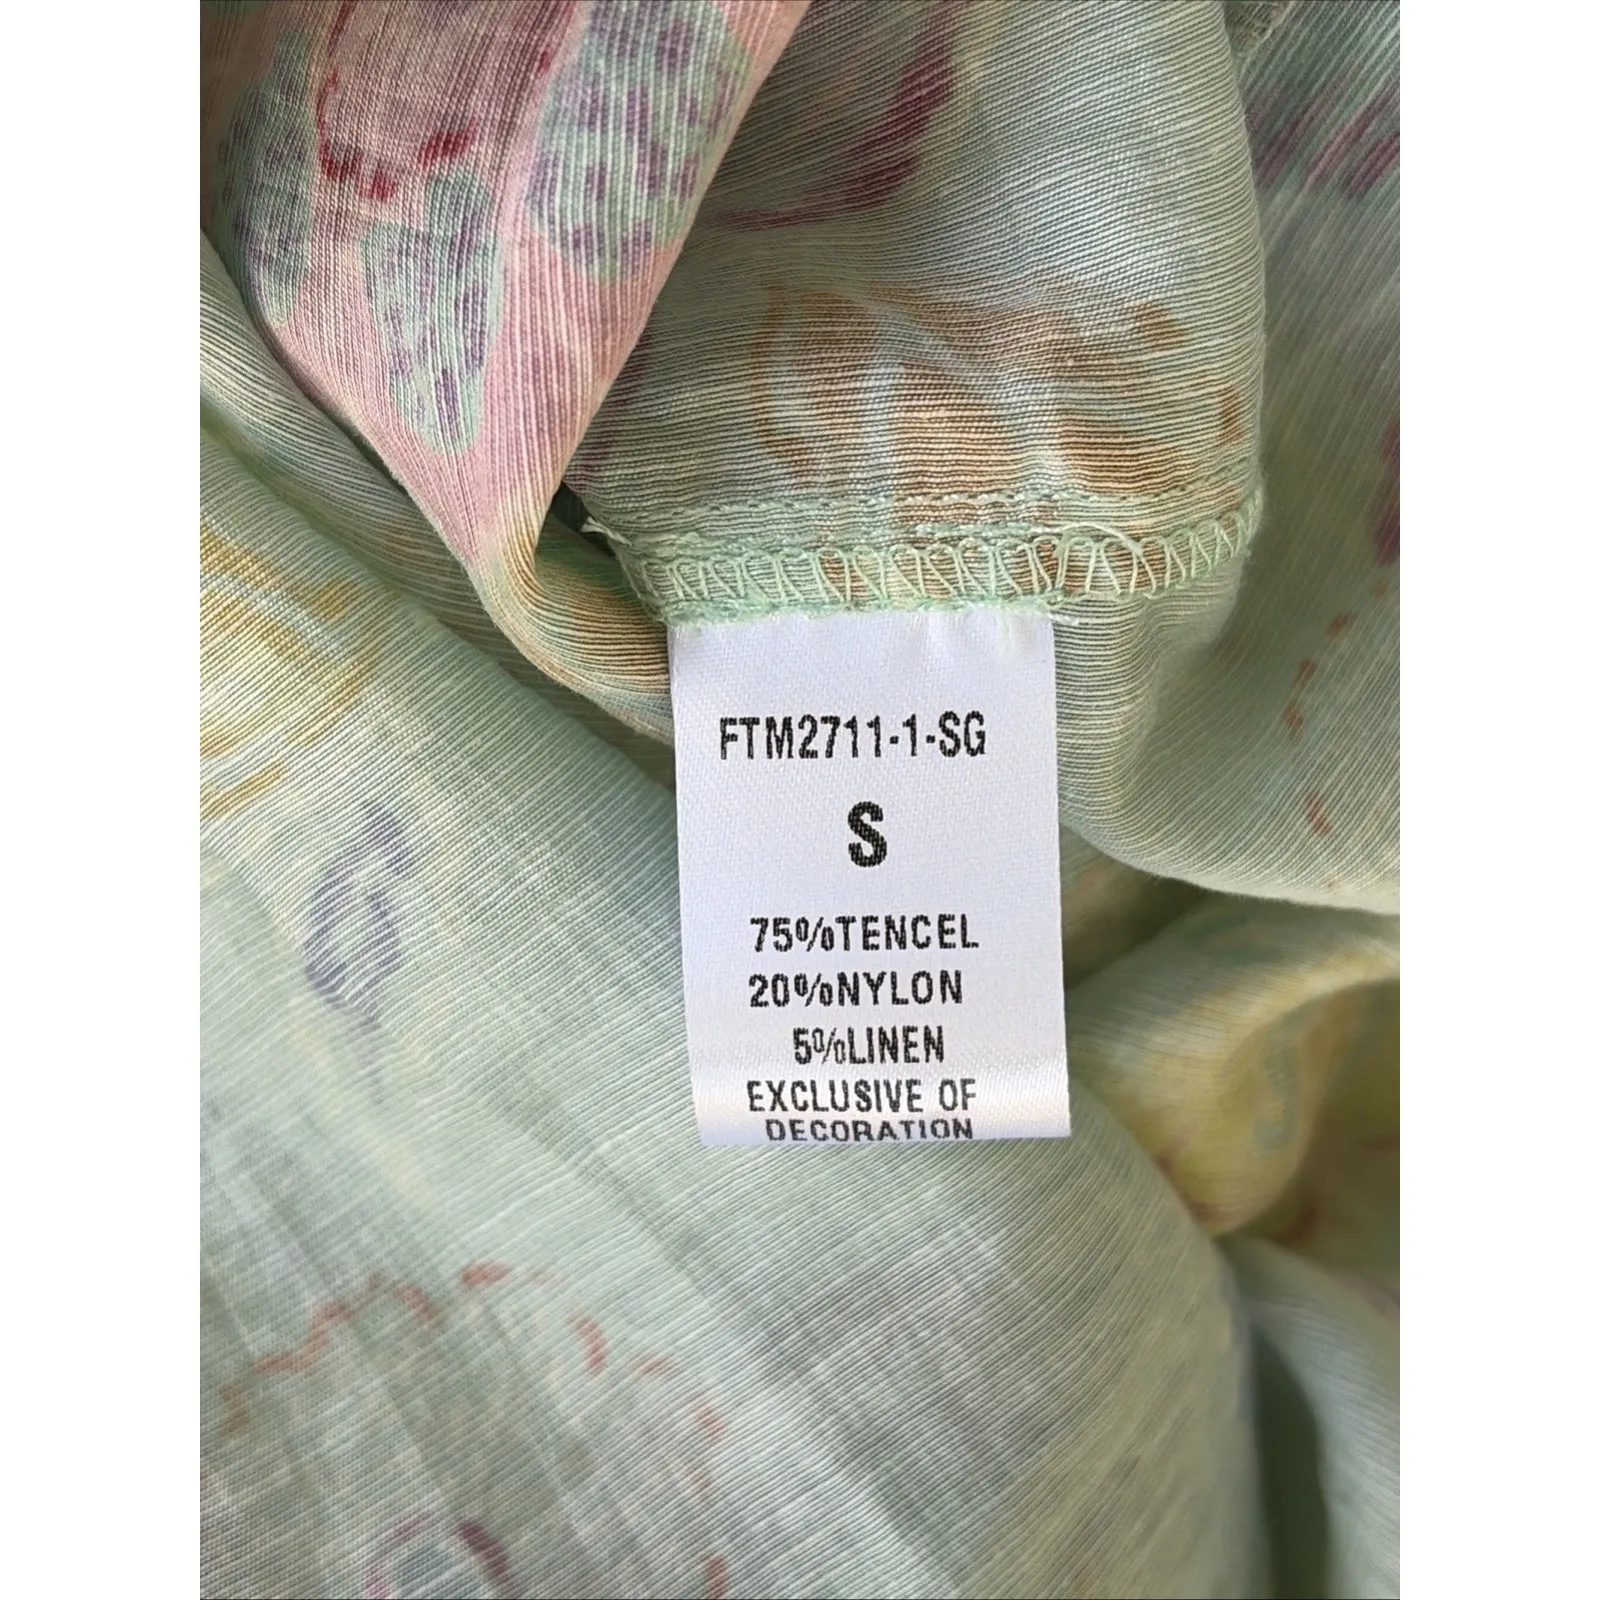 FTM2711-1-SG
S
75%TENCEL
20%NYLON
5%LINEN
EXCLUSIVE OF
DECORATION